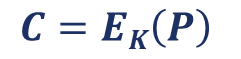 C = E_K(P)